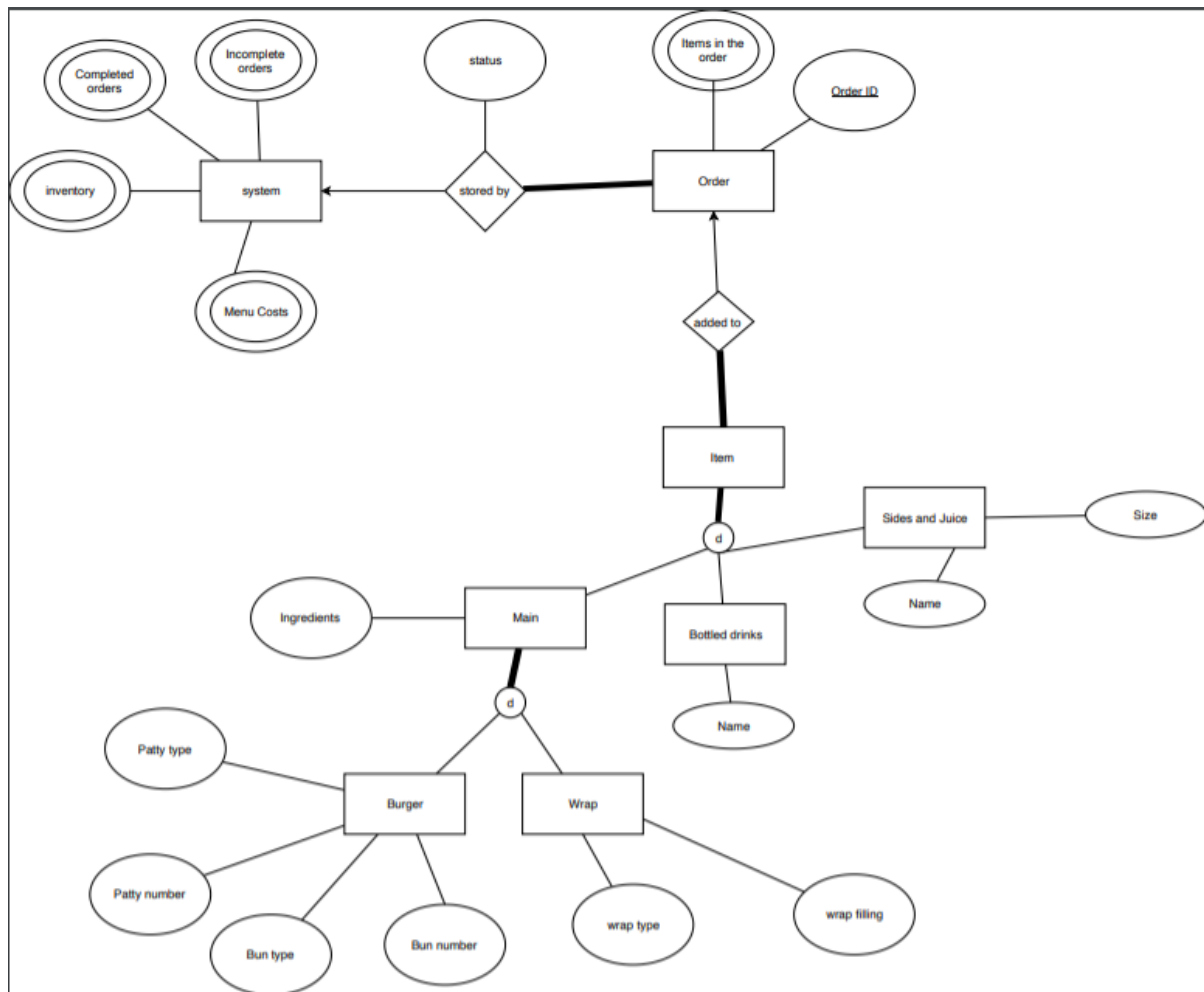 Incomplete
orders
Completed
orders
status
Items in the
order
Order ID
inventory
system
stored by
Order
Menu Costs
added to
Item
Sides and Juice
Size
d
Name
Ingredients
Main
Bottled drinks
d
Name
Patty type
Burger
Wrap
Patty number
wrap type
wrap filling
Bun type
Bun number